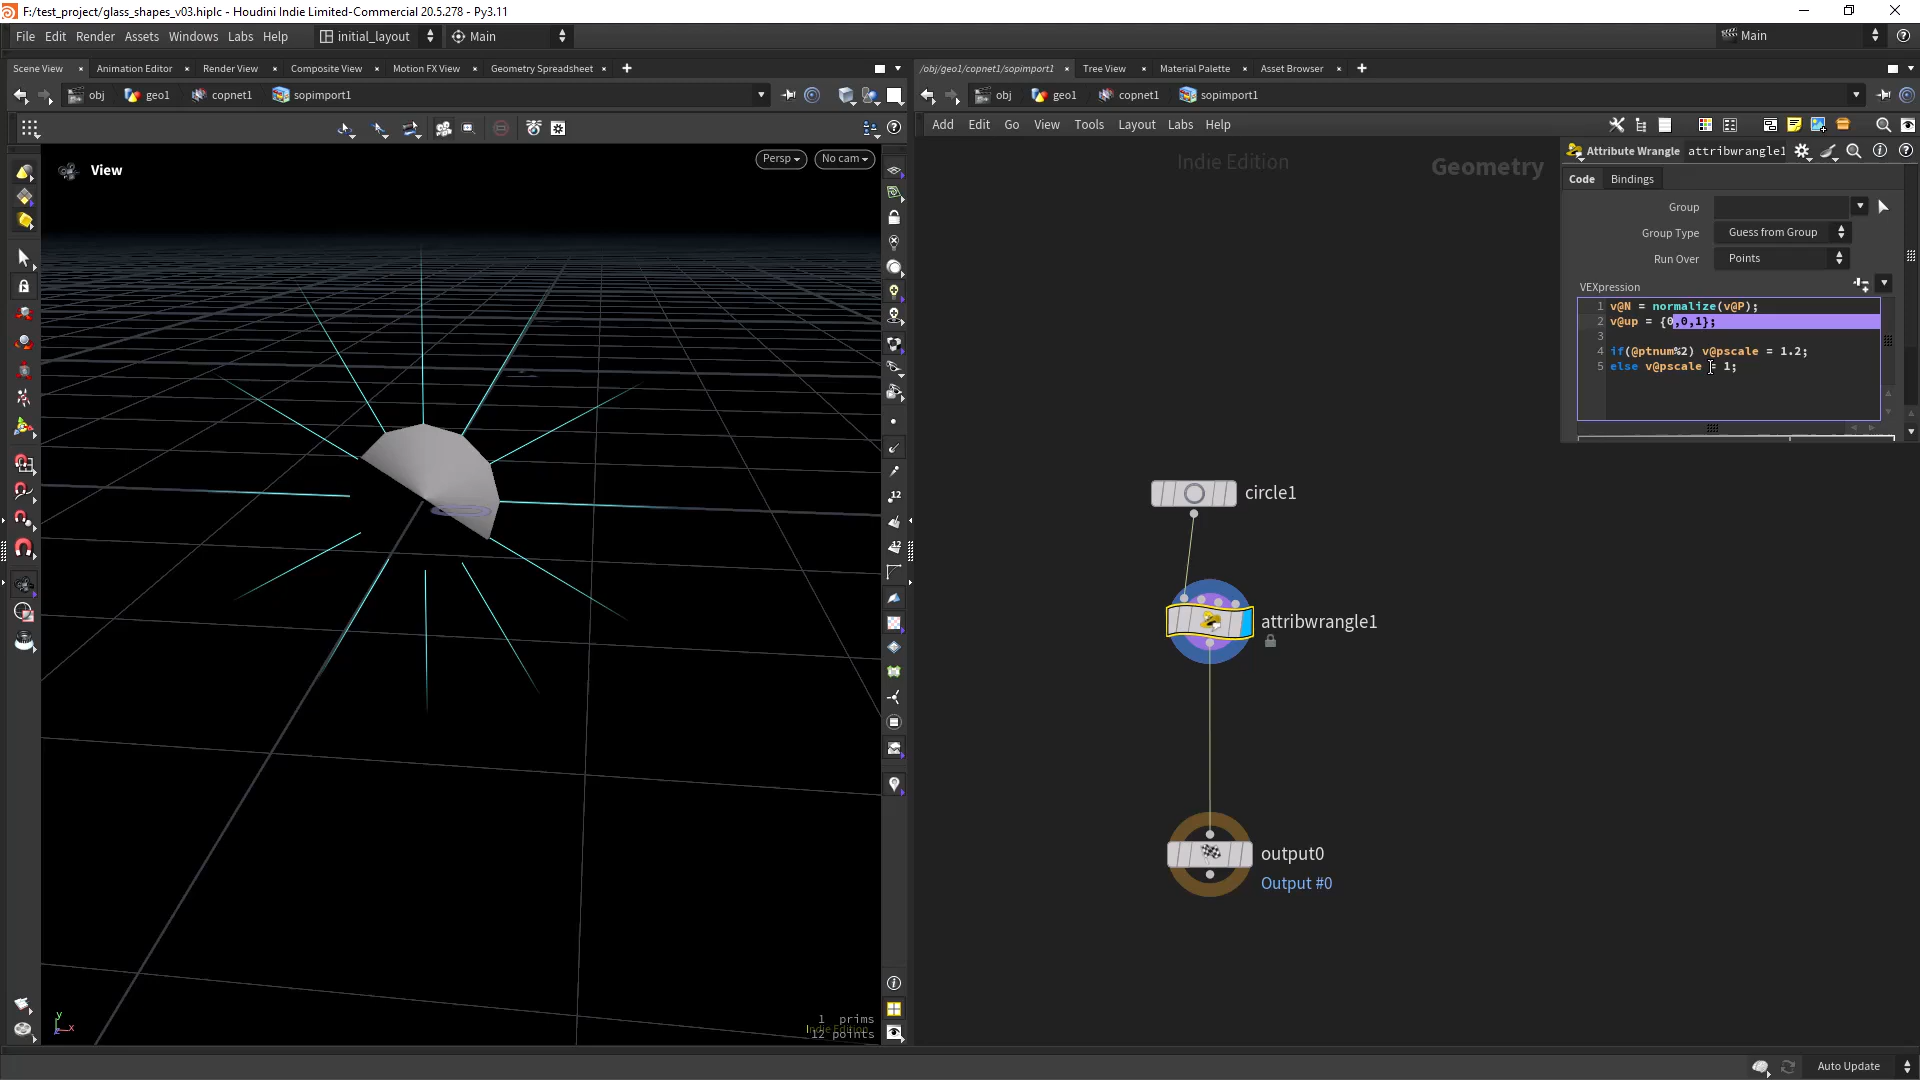 F:/test_project/glass_shapes_v03.hiplc - Houdini Indie Limited-Commercial 20.5.278 - Py3.11
File Edit Render Assets Windows Labs Help initial_layout Main Main
Scene View × Animation Editor × Render View × Composite View × Motion FX View × Geometry Spreadsheet ×
/obj/geo1/copnet1/sopimport1 × Tree View × Material Palette × Asset Browser ×
obj geo1 copnet1 sopimport1
obj geo1 copnet1 sopimport1
Add Edit Go View Tools Layout Labs Help
View
Persp
No cam
Indie Edition
Geometry
Attribute Wrangle attribwrangle1
Code Bindings
Group
Group Type Guess from Group
Run Over Points
VEXpression
1 v@N = normalize(v@P);
2 v@up = {0,0,1};
3
4 if(@ptnum%2) v@pscale = 1.2;
5 else v@pscale = 1;
circle1
attribwrangle1
output0
Output #0
12
12
y
x
1 prims
Indie Edition
12 points
Auto Update